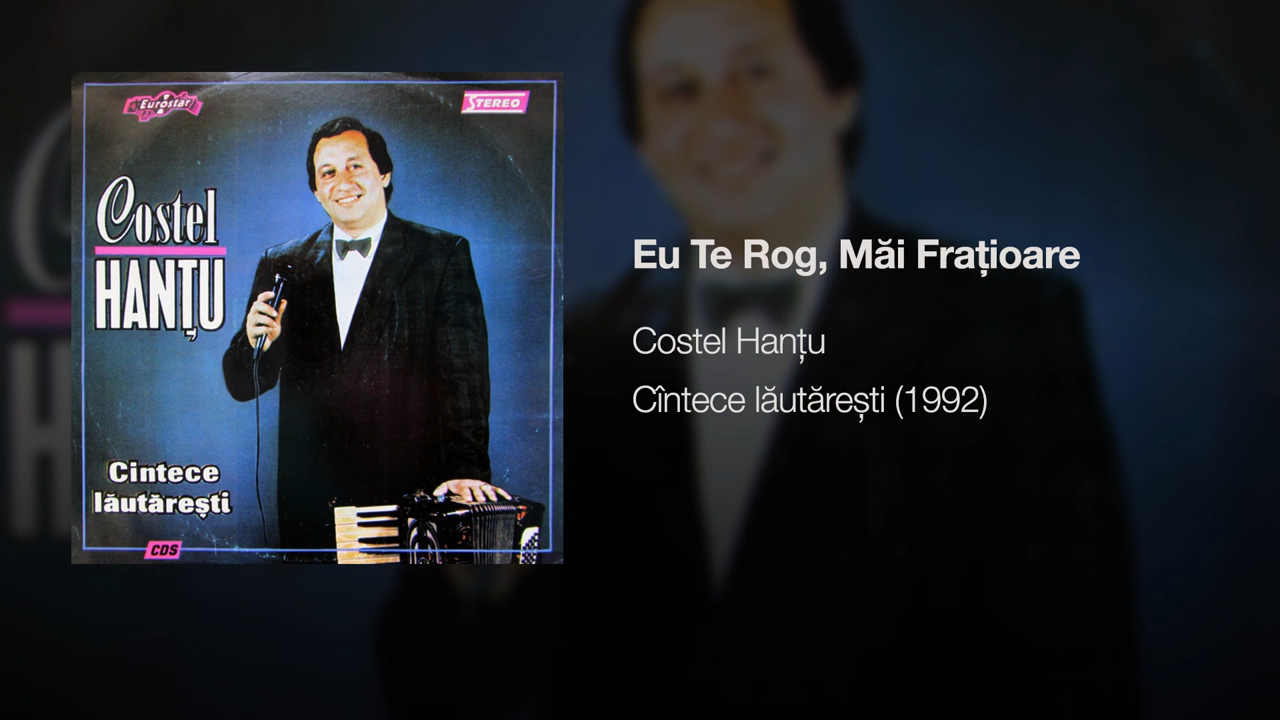 Eurostar
STEREO
Costel
HANȚU
Cintece
lăutărești
CDS
Eu Te Rog, Măi Frațioare
Costel Hanțu
Cîntece lăutărești (1992)